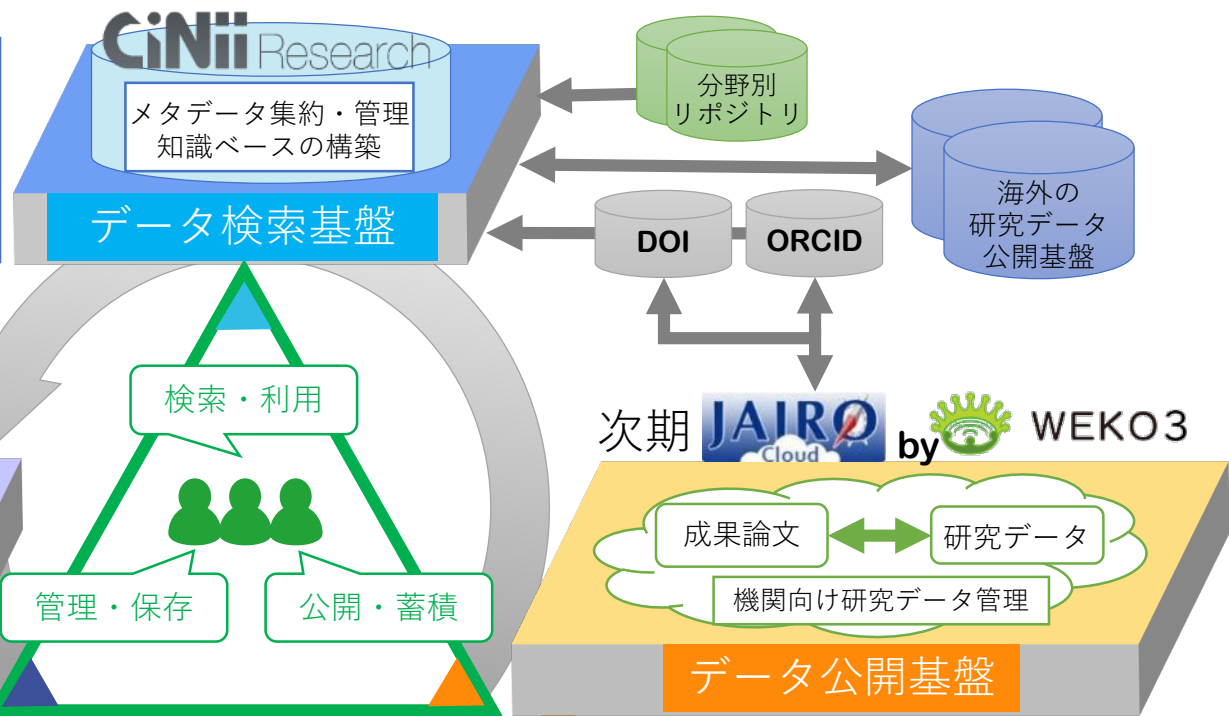 CiNii Research
メタデータ集約・管理
知識ベースの構築
データ検索基盤
分野別
リポジトリ
海外の
研究データ
公開基盤
DOI
ORCID
検索・利用
管理・保存
公開・蓄積
次期 JAIRO Cloud by WEKO3
成果論文
研究データ
機関向け研究データ管理
データ公開基盤